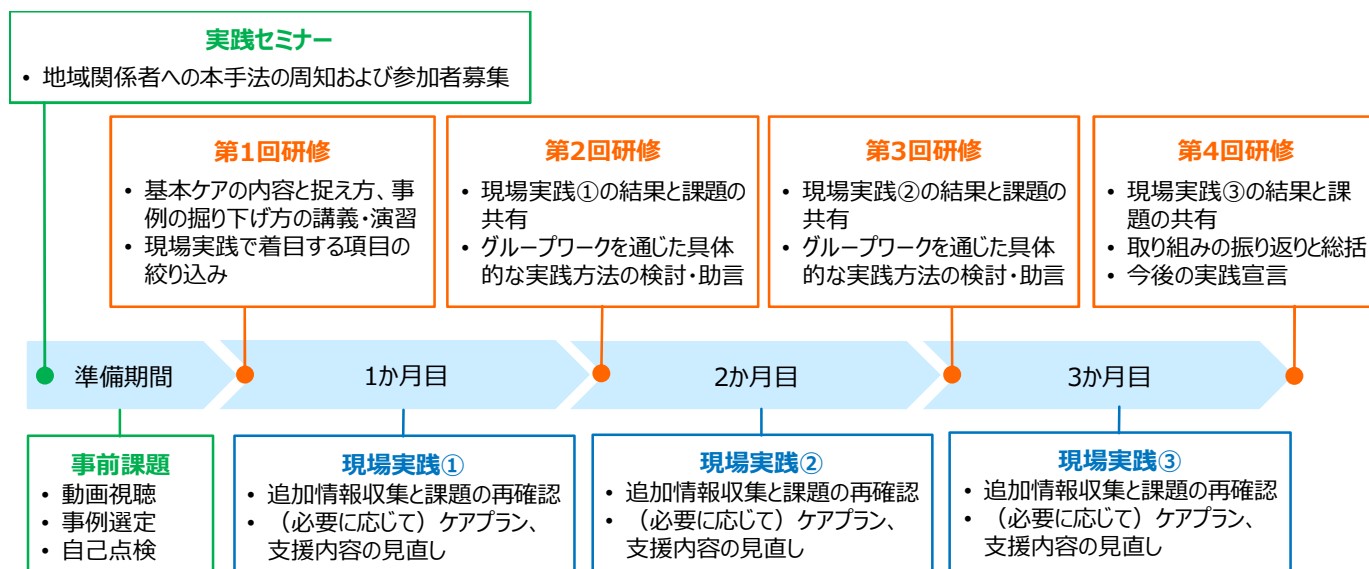 実践セミナー
• 地域関係者への本手法の周知および参加者募集
第1回研修
• 基本ケアの内容と捉え方、事
例の掘り下げ方の講義・演習
• 現場実践で着目する項目の
絞り込み
第2回研修
• 現場実践①の結果と課題の
共有
• グループワークを通じた具体
的な実践方法の検討・助言
第3回研修
• 現場実践②の結果と課題の
共有
• グループワークを通じた具体
的な実践方法の検討・助言
第4回研修
• 現場実践③の結果と課
題の共有
• 取り組みの振り返りと総括
• 今後の実践宣言
準備期間
1か月目
2か月目
3か月目
事前課題
• 動画視聴
• 事例選定
• 自己点検
現場実践①
• 追加情報収集と課題の再確認
• （必要に応じて）ケアプラン、
支援内容の見直し
現場実践②
• 追加情報収集と課題の再確認
• （必要に応じて）ケアプラン、
支援内容の見直し
現場実践③
• 追加情報収集と課題の再確認
• （必要に応じて）ケアプラン、
支援内容の見直し